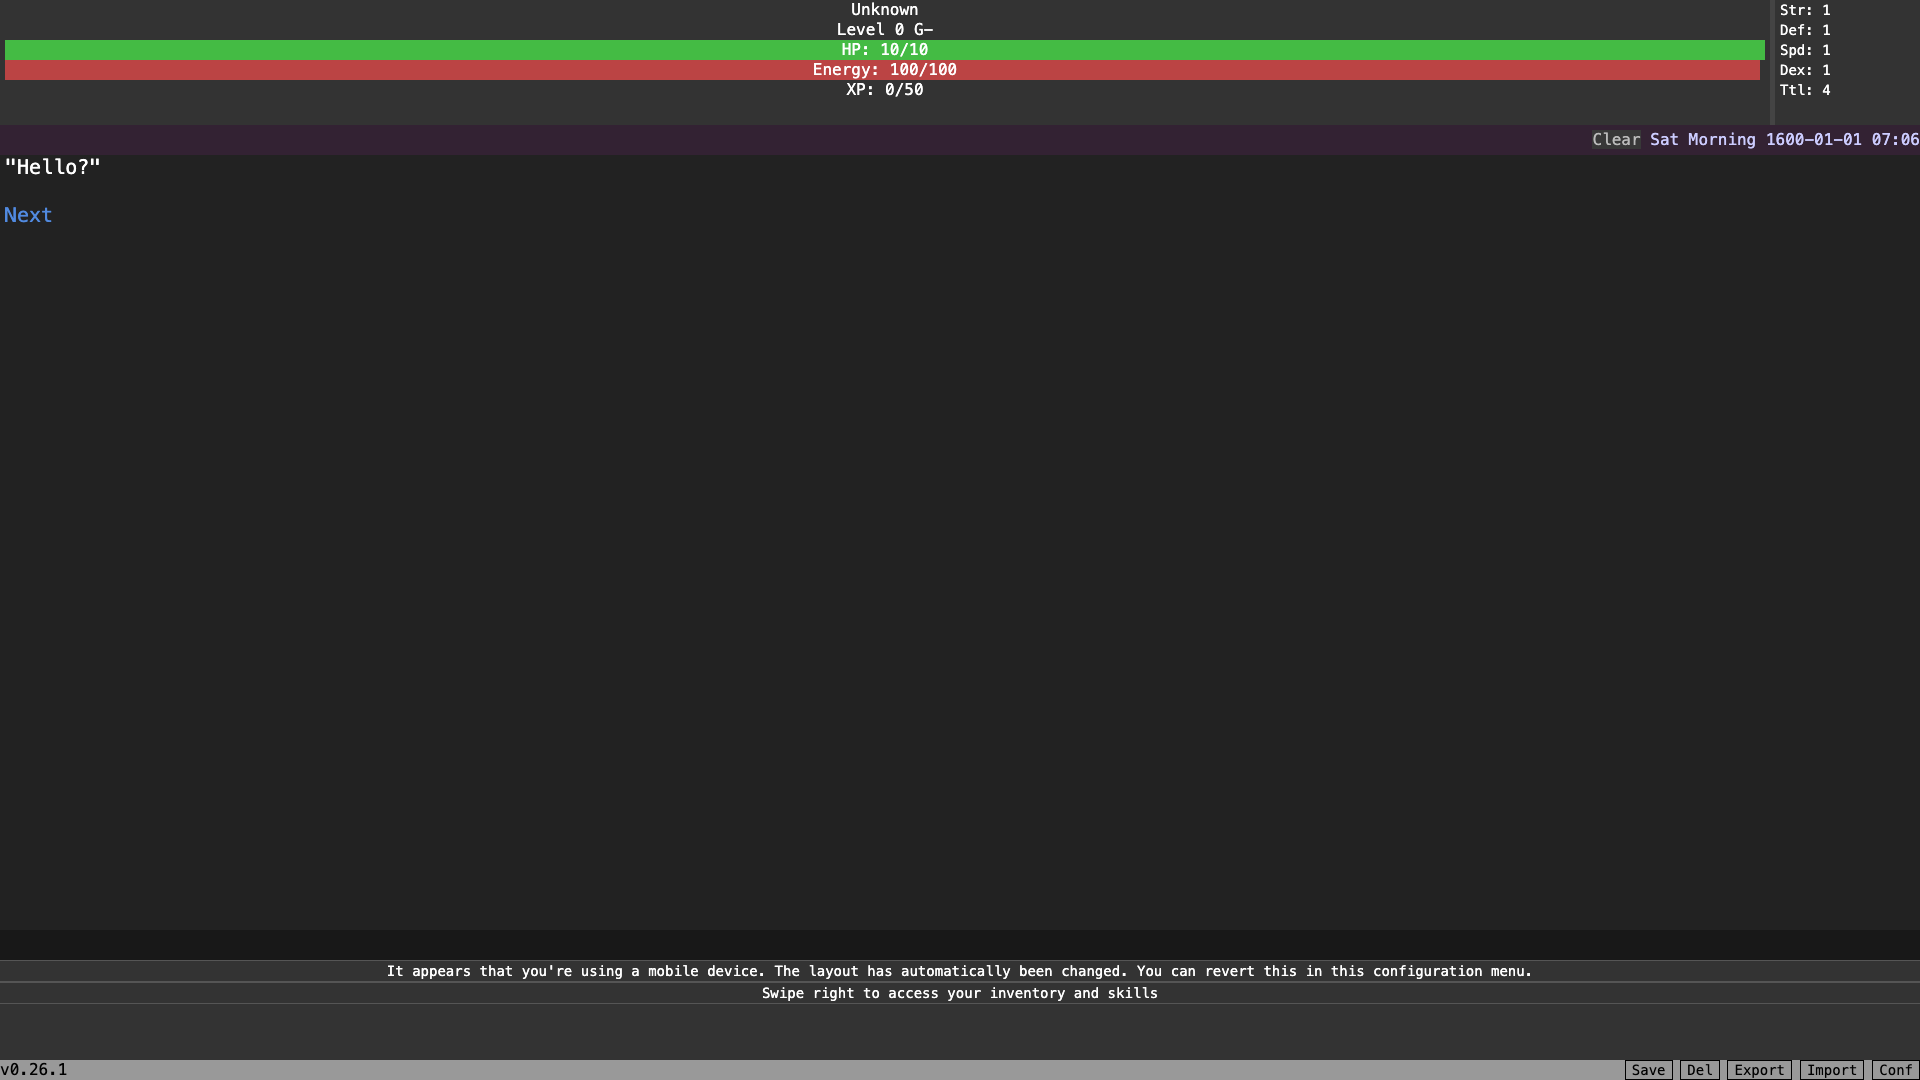 Unknown
Level 0 G–
HP: 10/10
Energy: 100/100
XP: 0/50
Str: 1
Def: 1
Spd: 1
Dex: 1
Ttl: 4
Clear Sat Morning 1600-01-01 07:06
"Hello?"
Next
It appears that you're using a mobile device. The layout has automatically been changed. You can revert this in this configuration menu.
Swipe right to access your inventory and skills
v0.26.1 Save Del Export Import Conf